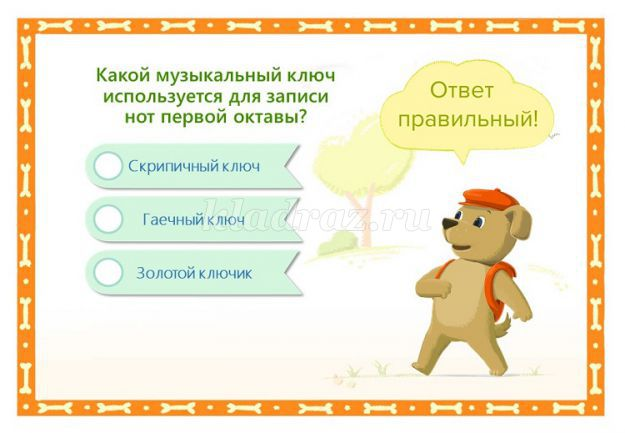 Какой музыкальный ключ
используется для записи
нот первой октавы?
Ответ
правильный!
Скрипичный ключ
Гаечный ключ
Золотой ключик
kladraz.ru